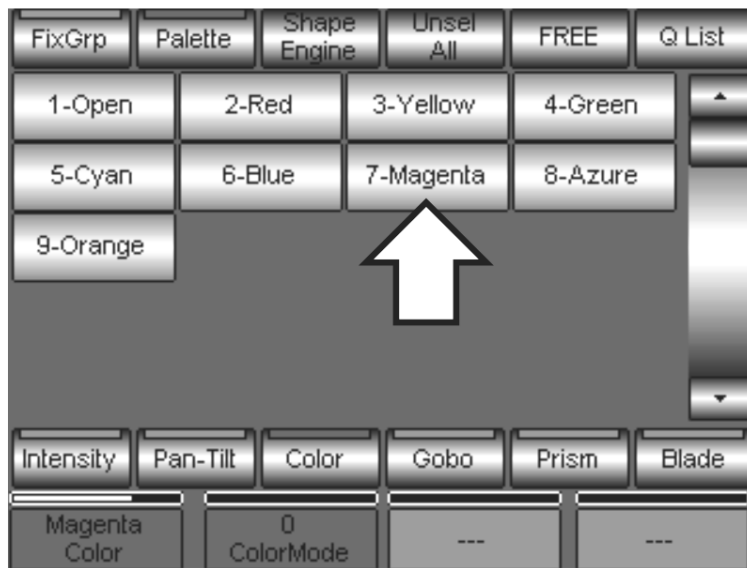 FixGrp Palette Shape Engine Unsel All FREE Q List
1-Open 2-Red 3-Yellow 4-Green
5-Cyan 6-Blue 7-Magenta 8-Azure
9-Orange
Intensity Pan-Tilt Color Gobo Prism Blade
Magenta Color 0 ColorMode --- ---